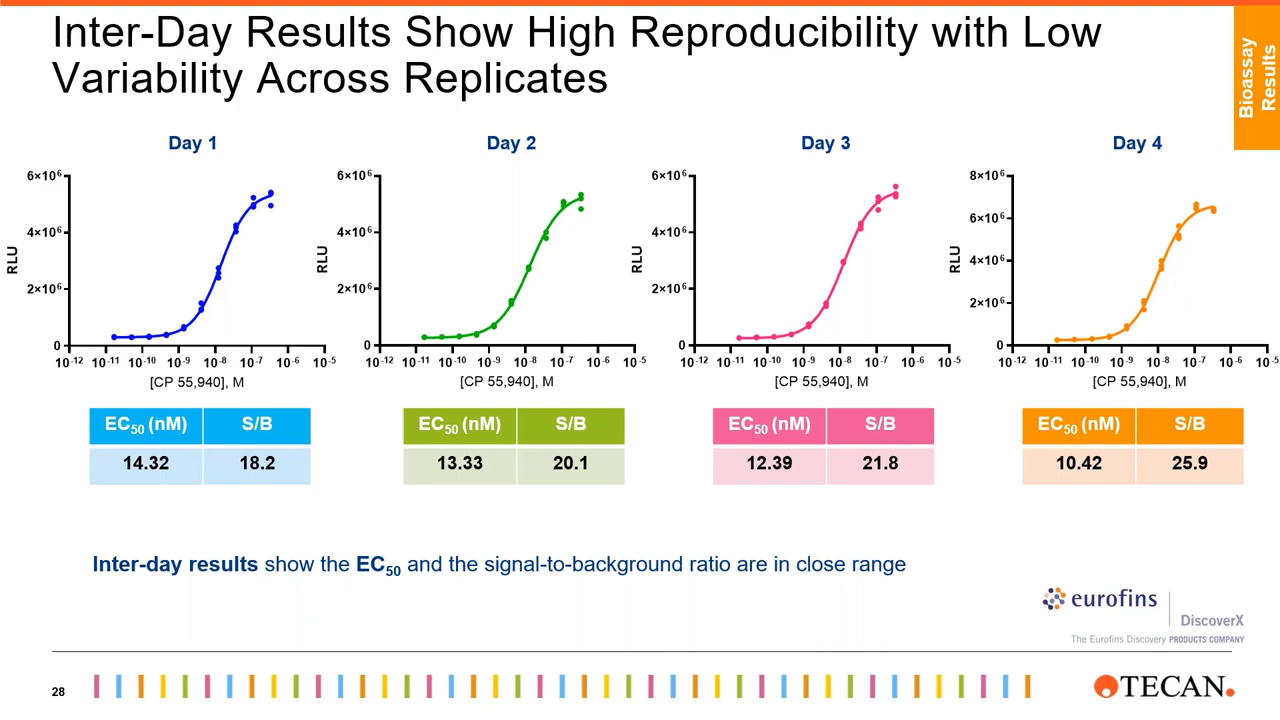 Inter-Day Results Show High Reproducibility with Low
Variability Across Replicates
Bioassay
Results
Day 1
Day 2
Day 3
Day 4
RLU
6×10⁶
4×10⁶
2×10⁶
0
10⁻¹² 10⁻¹¹ 10⁻¹⁰ 10⁻⁹ 10⁻⁸ 10⁻⁷ 10⁻⁶ 10⁻⁵
[CP 55,940], M
RLU
6×10⁶
4×10⁶
2×10⁶
0
10⁻¹² 10⁻¹¹ 10⁻¹⁰ 10⁻⁹ 10⁻⁸ 10⁻⁷ 10⁻⁶ 10⁻⁵
[CP 55,940], M
RLU
6×10⁶
4×10⁶
2×10⁶
0
10⁻¹² 10⁻¹¹ 10⁻¹⁰ 10⁻⁹ 10⁻⁸ 10⁻⁷ 10⁻⁶ 10⁻⁵
[CP 55,940], M
RLU
8×10⁶
6×10⁶
4×10⁶
2×10⁶
0
10⁻¹² 10⁻¹¹ 10⁻¹⁰ 10⁻⁹ 10⁻⁸ 10⁻⁷ 10⁻⁶ 10⁻⁵
[CP 55,940], M
EC₅₀ (nM) S/B
14.32 18.2
EC₅₀ (nM) S/B
13.33 20.1
EC₅₀ (nM) S/B
12.39 21.8
EC₅₀ (nM) S/B
10.42 25.9
Inter-day results show the EC₅₀ and the signal-to-background ratio are in close range
eurofins
DiscoverX
The Eurofins Discovery PRODUCTS COMPANY
28
TECAN.